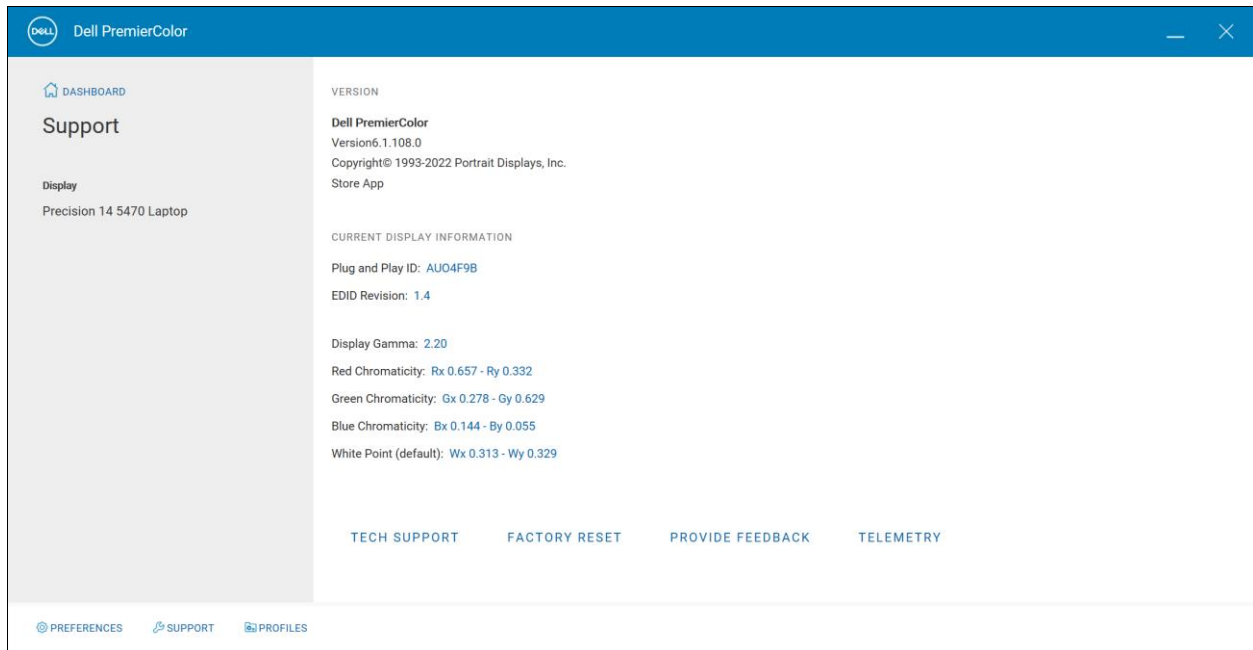 DELL Dell PremierColor
DASHBOARD
Support
Display
Precision 14 5470 Laptop
VERSION
Dell PremierColor
Version6.1.108.0
Copyright© 1993-2022 Portrait Displays, Inc.
Store App
CURRENT DISPLAY INFORMATION
Plug and Play ID: AUO4F9B
EDID Revision: 1.4
Display Gamma: 2.20
Red Chromaticity: Rx 0.657 - Ry 0.332
Green Chromaticity: Gx 0.278 - Gy 0.629
Blue Chromaticity: Bx 0.144 - By 0.055
White Point (default): Wx 0.313 - Wy 0.329
TECH SUPPORT FACTORY RESET PROVIDE FEEDBACK TELEMETRY
PREFERENCES SUPPORT PROFILES